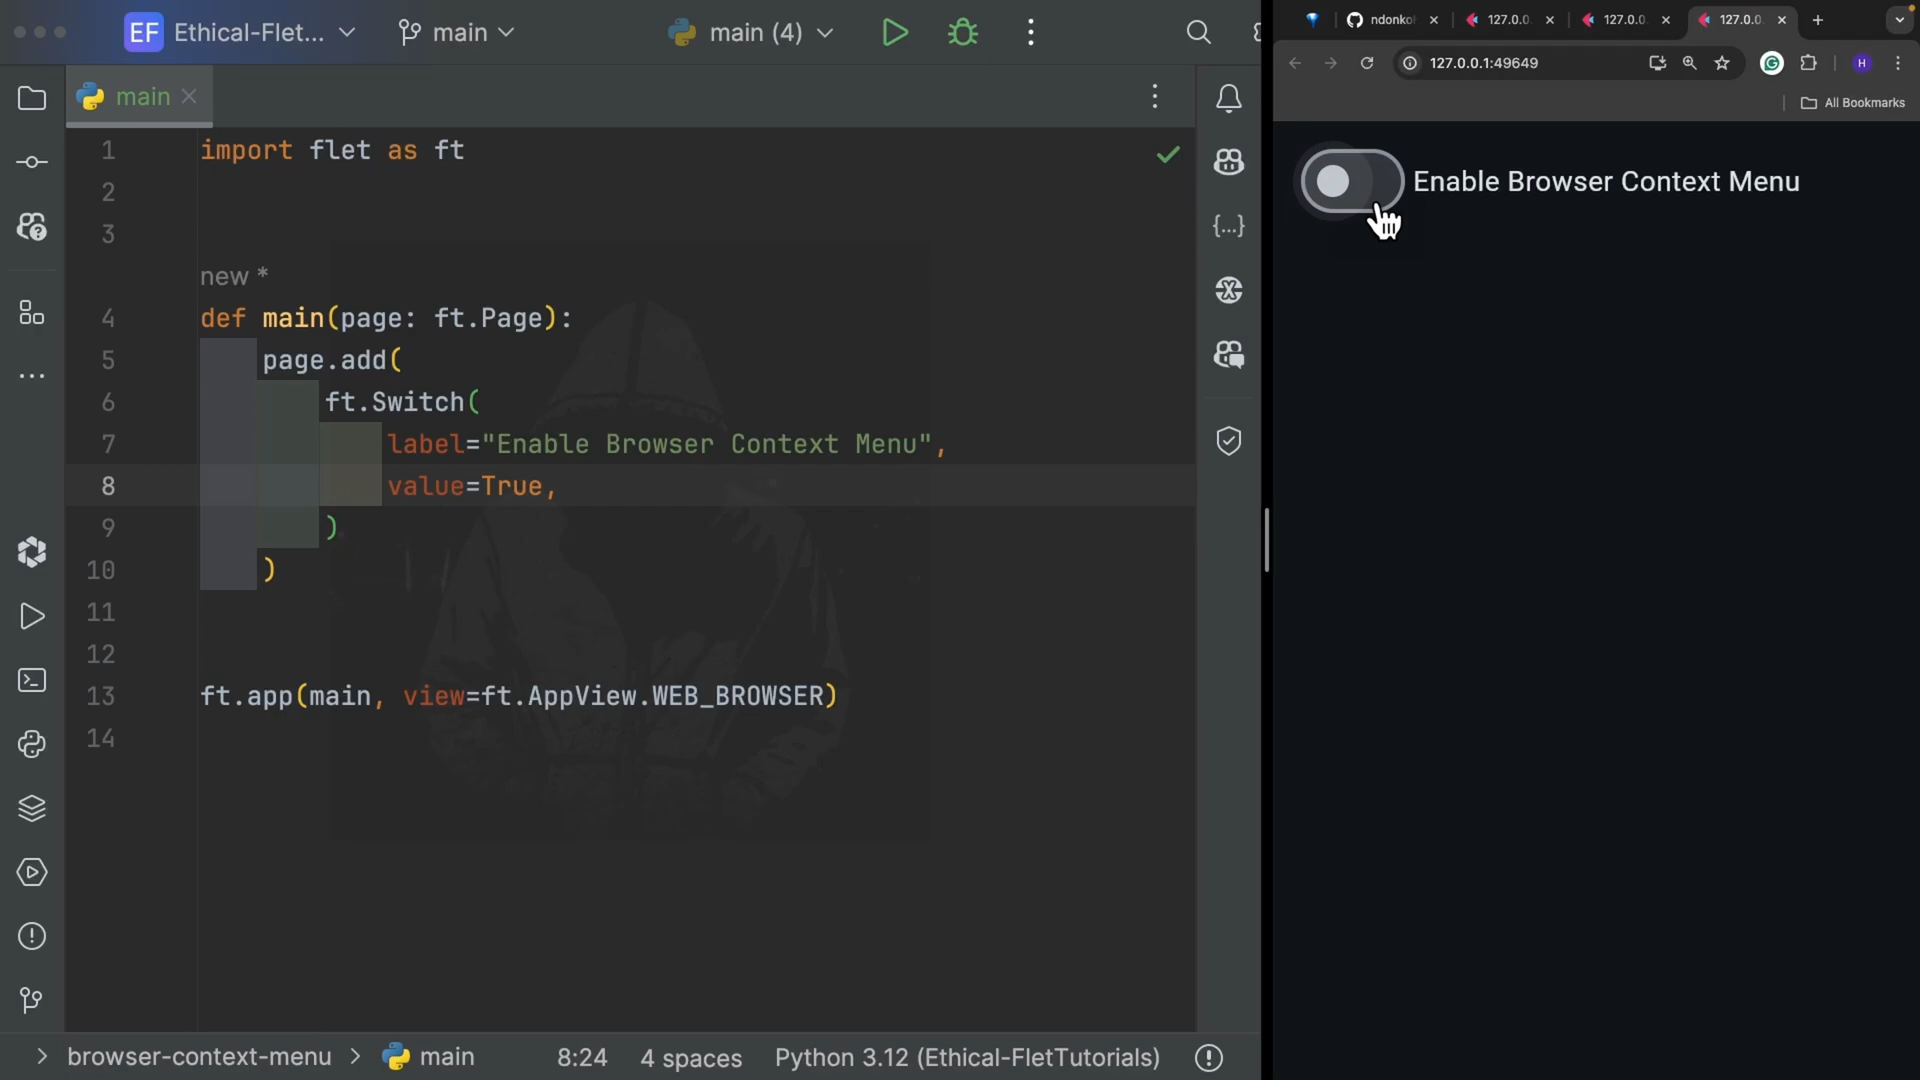 EF Ethical-Flet... main main (4)
main
1 import flet as ft
2
3
new *
4 def main(page: ft.Page):
5 page.add(
6 ft.Switch(
7 label="Enable Browser Context Menu",
8 value=True,
9 )
10 )
11
12
13 ft.app(main, view=ft.AppView.WEB_BROWSER)
14
browser-context-menu main 8:24 4 spaces Python 3.12 (Ethical-FletTutorials)
ndonko 127.0.0. 127.0.0. 127.0.0.
127.0.0.1:49649 H
All Bookmarks
Enable Browser Context Menu